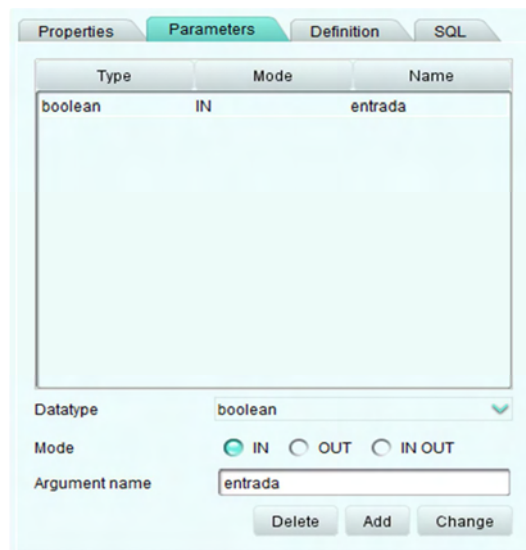 Properties Parameters Definition SQL
Type Mode Name
boolean IN entrada
Datatype boolean
Mode IN OUT IN OUT
Argument name entrada
Delete Add Change